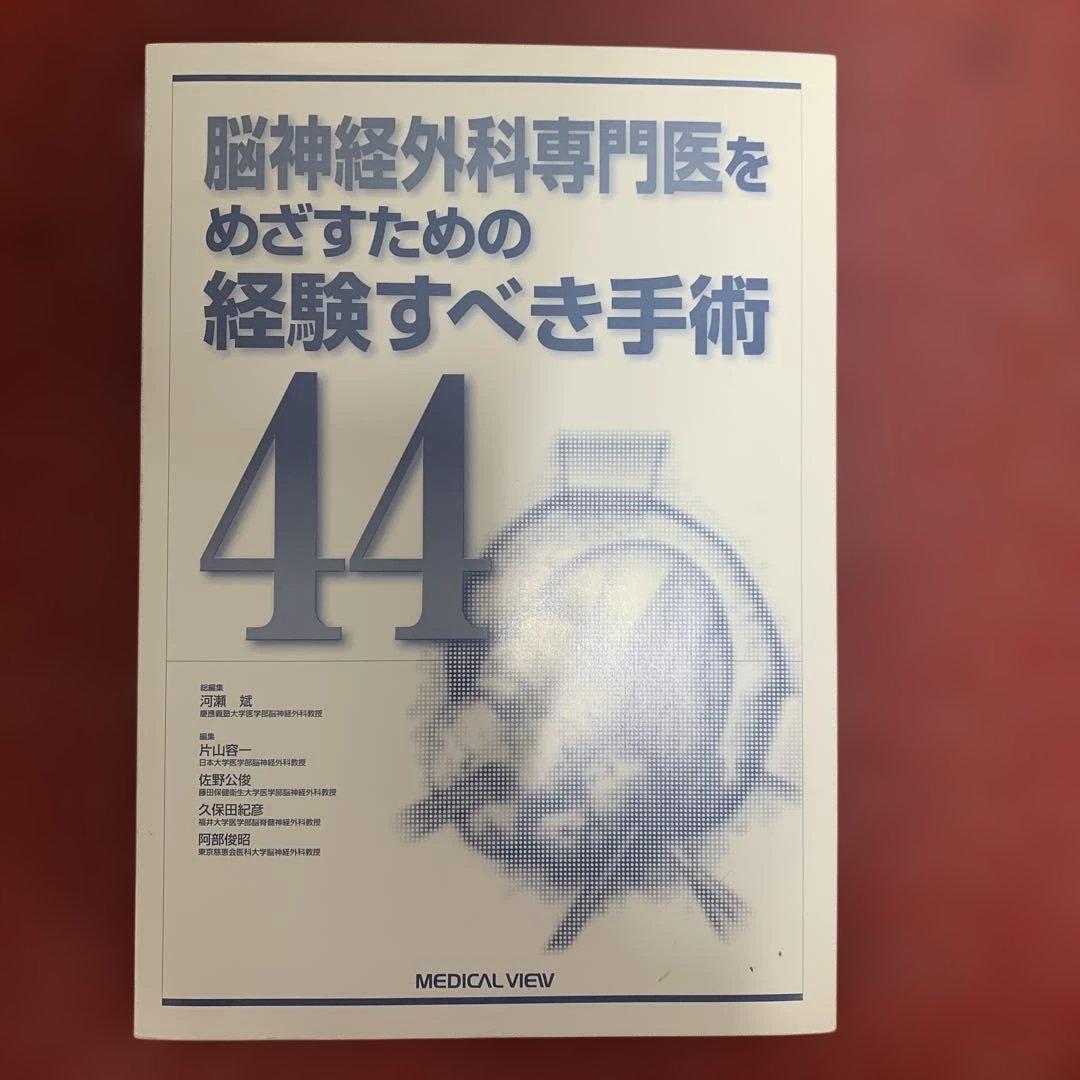 脳神経外科専門医を
めざすための
経験すべき手術
44
総編集
河瀬 斌
慶應義塾大学医学部脳神経外科教授
編集
片山容一
日本大学医学部脳神経外科教授
佐野公俊
藤田保健衛生大学医学部脳神経外科教授
久保田紀彦
福井大学医学部脳脊髄神経外科教授
阿部俊昭
東京慈恵会医科大学脳神経外科教授
MEDICAL VIEW